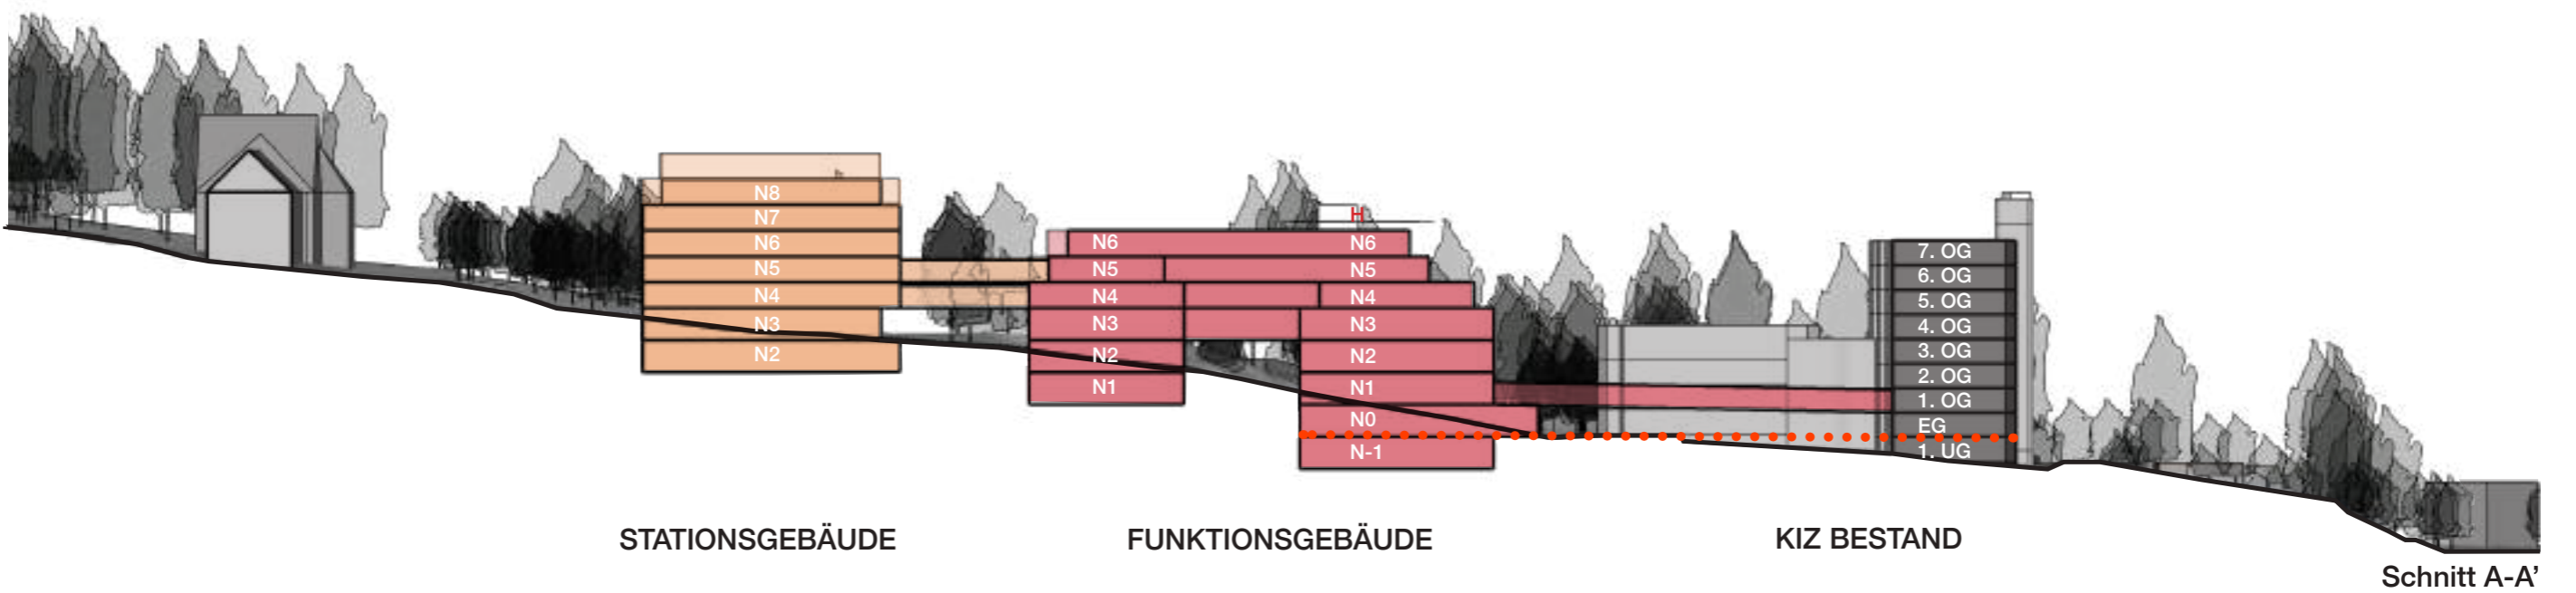 N8
N7
N6
N5
N4
N3
N2
H
N6 N6
N5 N5
N4 N4
N3 N3
N2 N2
N1 N1
N0
N-1
7. OG
6. OG
5. OG
4. OG
3. OG
2. OG
1. OG
EG
1. UG
STATIONSGEBÄUDE
FUNKTIONSGEBÄUDE
KIZ BESTAND
Schnitt A-A’